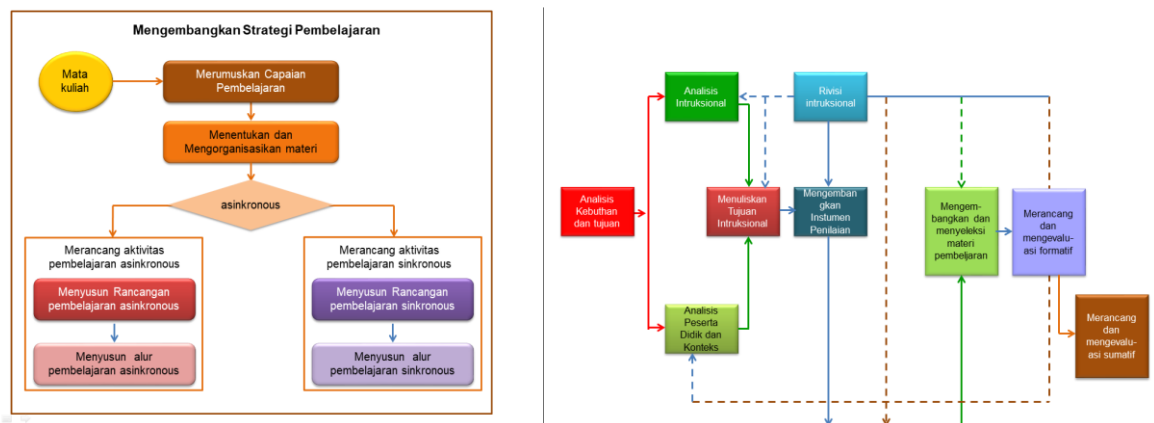 Mengembangkan Strategi Pembelajaran
Mata
kuliah
Merumuskan Capaian
Pembelajaran
Menentukan dan
Mengorganisasikan materi
asinkronous
Merancang aktivitas
pembelajaran asinkronous
Menyusun Rancangan
pembelajaran asinkronous
Menyusun alur
pembelajaran asinkronous
Merancang aktivitas
pembelajaran sinkronous
Menyusun Rancangan
pembelajaran sinkronous
Menyusun alur
pembelajaran sinkronous
Analisis
Kebuthan
dan tujuan
Analisis
Intruksional
Rivisi
intruksional
Menuliskan
Tujuan
Intruksional
Mengemban
gkan
Instumen
Penilaian
Analisis
Peserta
Didik dan
Konteks
Mengem-
bangkan dan
menyeleksi
materi
pembeljaran
Merancang
dan
mengevalu-
asi formatif
Merancang
dan
mengevalu-
asi sumatif